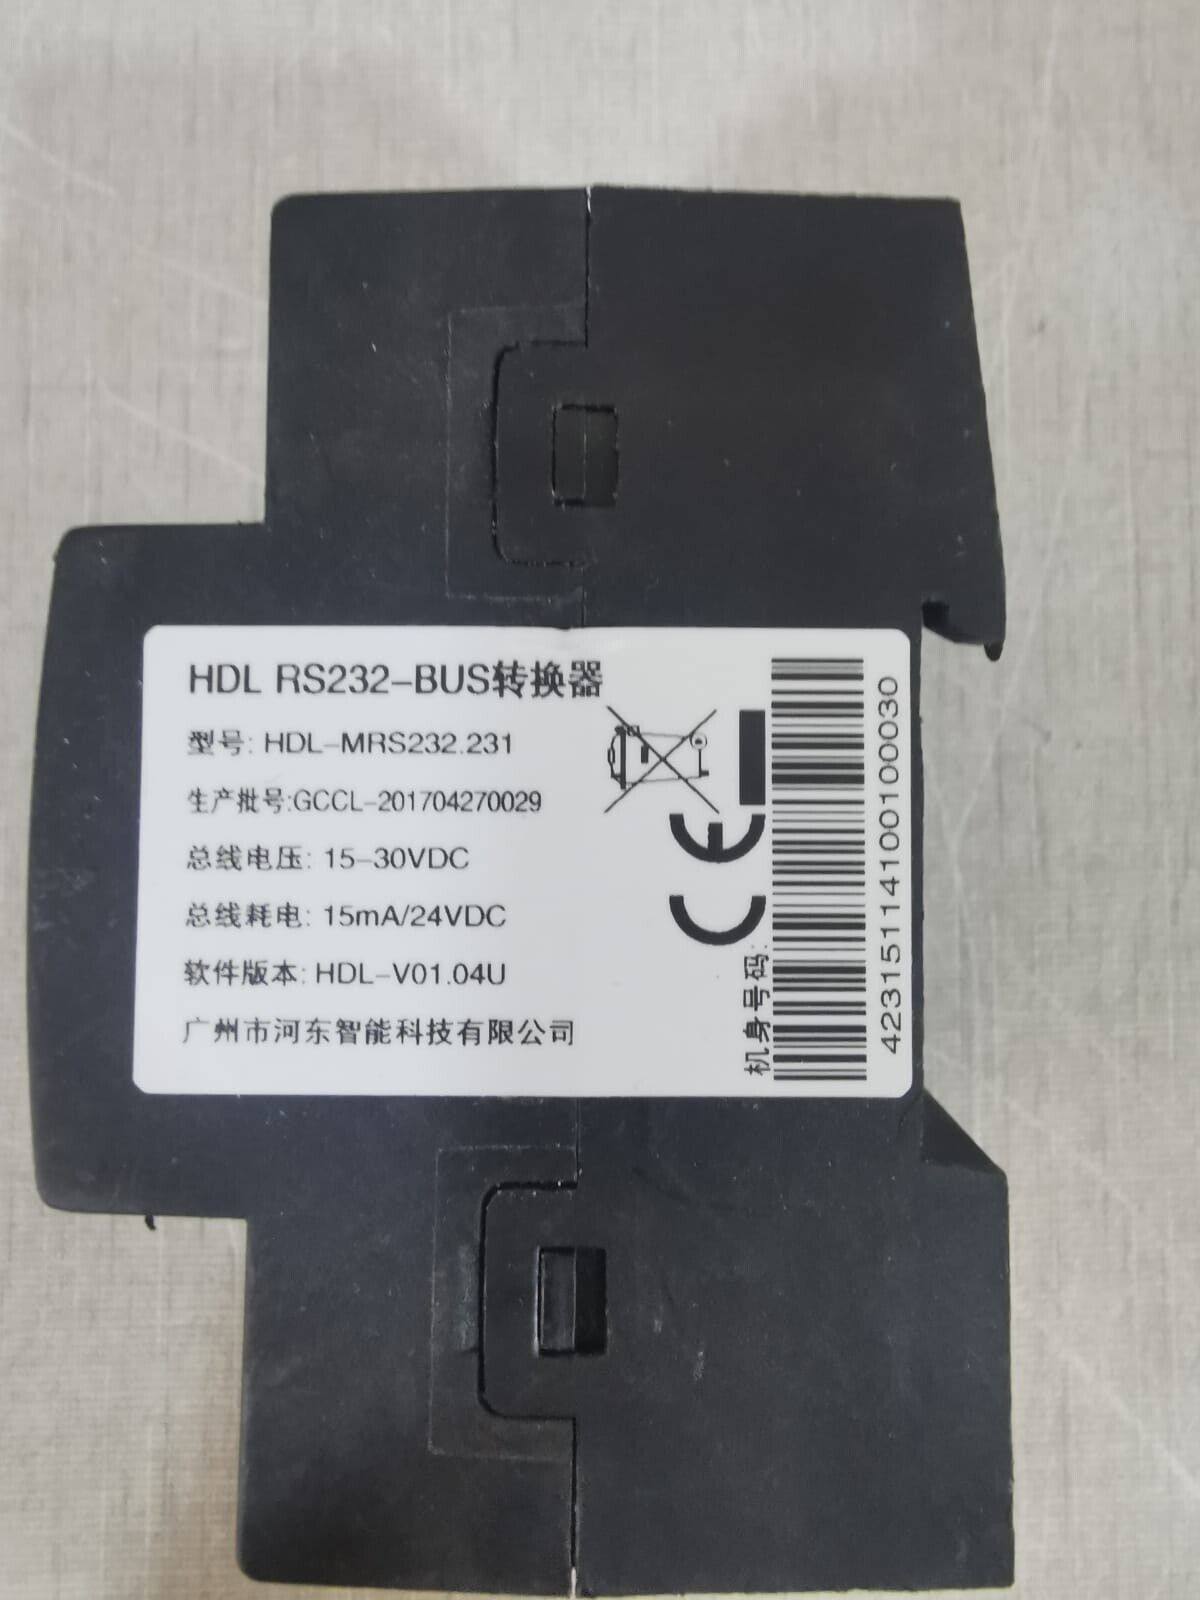 HDL RS232-BUS转换器
型号: HDL-MRS232.231
生产批号:GCCL-201704270029
总线电压: 15-30VDC
总线耗电: 15mA/24VDC
软件版本: HDL-V01.04U
广州市河东智能科技有限公司
CE
机身号码:
4231511410010000030